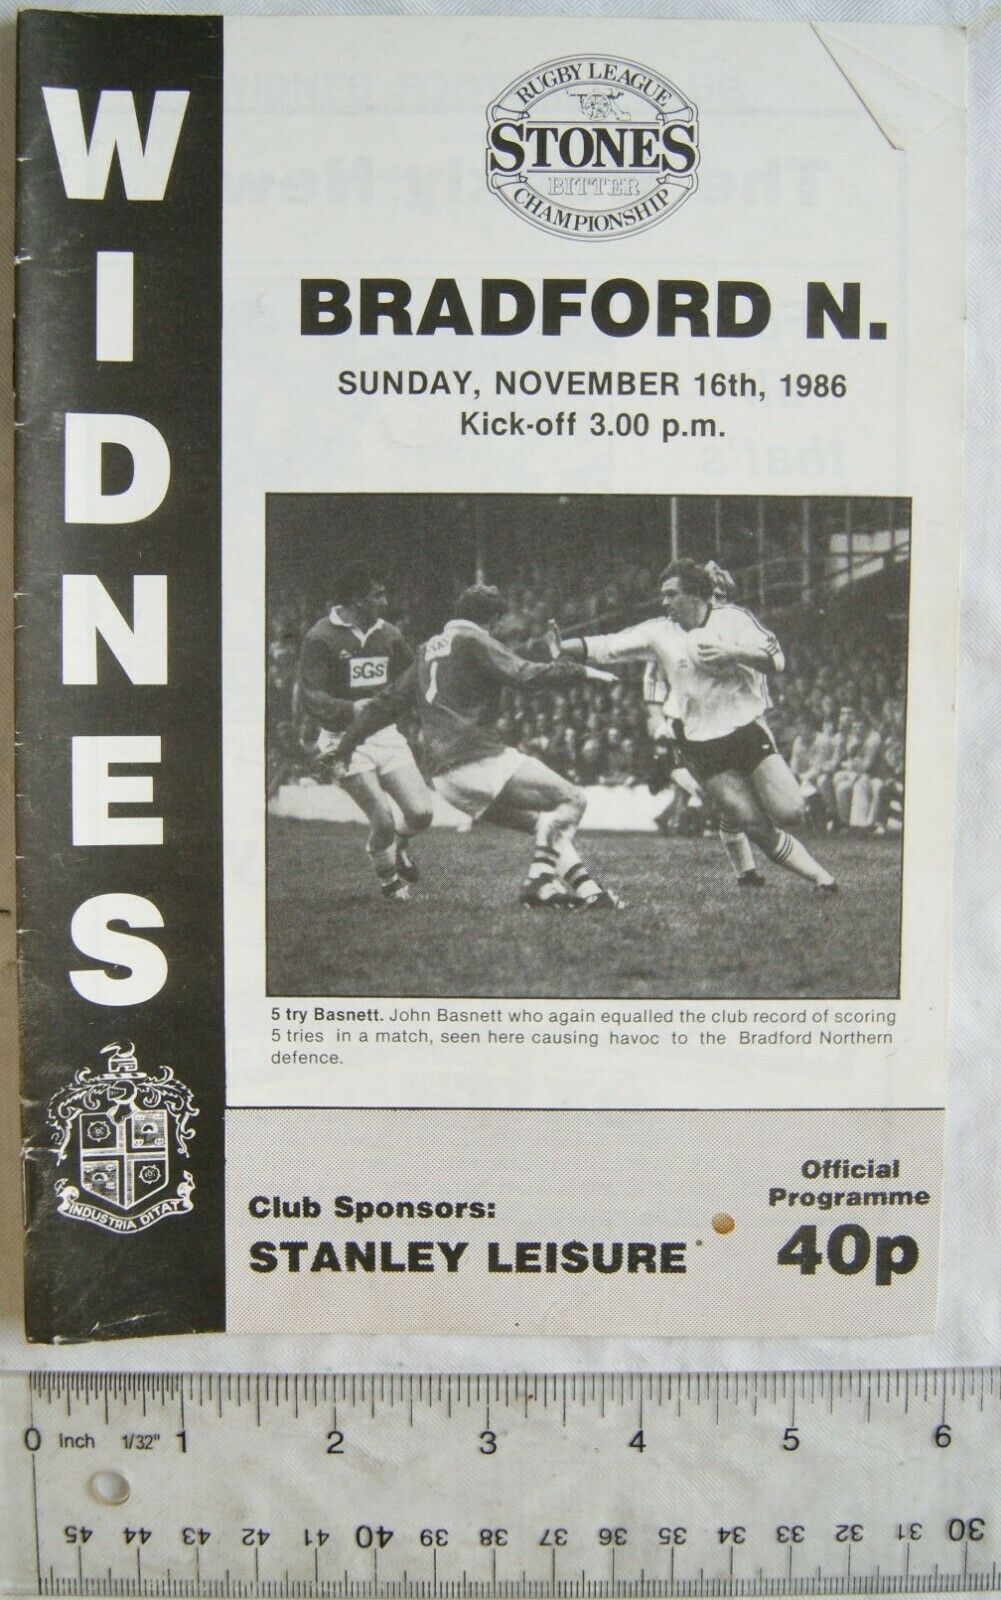 WIDNES
RUGBY LEAGUE
STONES
BITTER
CHAMPIONSHIP
BRADFORD N.
SUNDAY, NOVEMBER 16th, 1986
Kick-off 3.00 p.m.
SGS
1
5 try Basnett. John Basnett who again equalled the club record of scoring
5 tries in a match, seen here causing havoc to the Bradford Northern
defence.
INDUSTRIA DITAT
Club Sponsors:
STANLEY LEISURE
Official
Programme
40p
0 Inch 1/32" 1 2 3 4 5 6
45 44 43 42 41 40 39 38 37 36 35 34 33 32 31 30